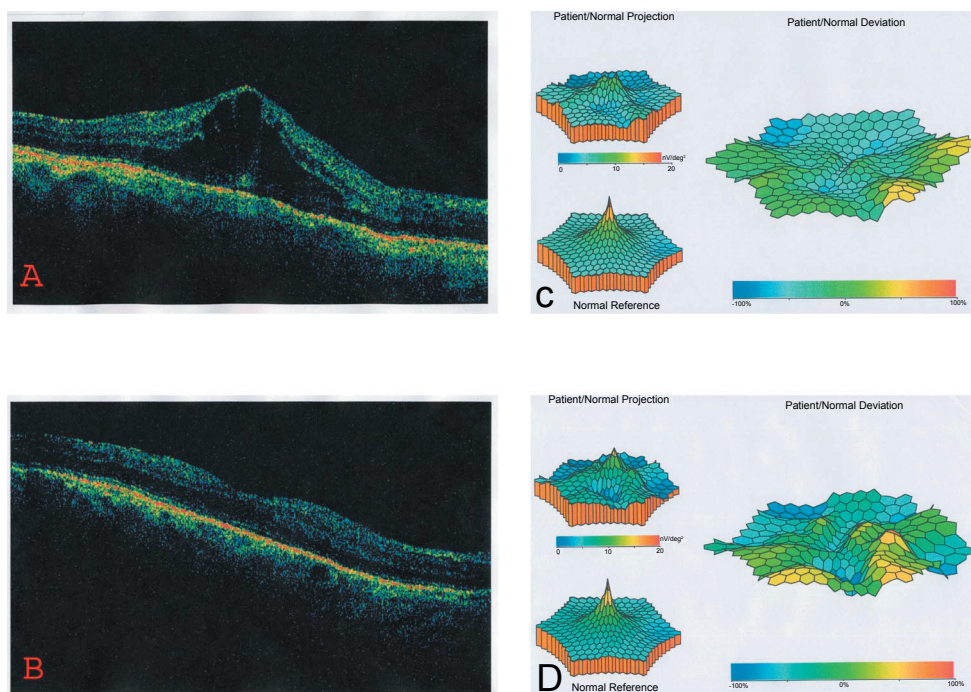 A
Patient/Normal Projection
Patient/Normal Deviation
nV/deg²
0 10 20
C
Normal Reference
-100% 0% 100%
B
Patient/Normal Projection
Patient/Normal Deviation
nV/deg²
0 10 20
D
Normal Reference
-100% 0% 100%